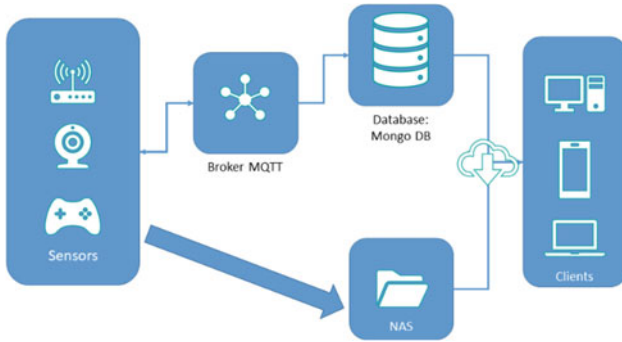 Database:
Mongo DB
Broker MQTT
Sensors
Clients
NAS